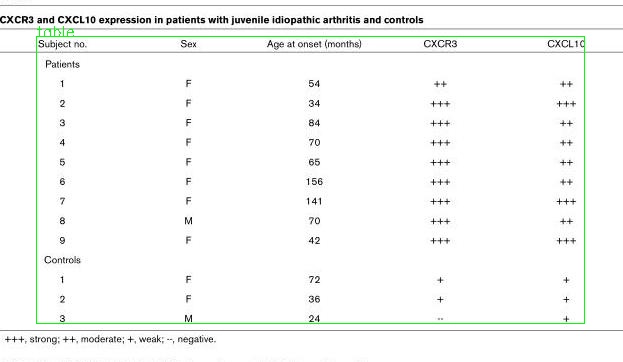 CXCR3 and CXCL10 expression in patients with juvenile idiopathic arthritis and controls
table
Subject no. Sex Age at onset (months) CXCR3 CXCL10
Patients
1 F 54 ++ ++
2 F 34 +++ +++
3 F 84 +++ ++
4 F 70 +++ ++
5 F 65 +++ ++
6 F 156 +++ ++
7 F 141 +++ +++
8 M 70 +++ ++
9 F 42 +++ +++
Controls
1 F 72 + +
2 F 36 + +
3 M 24 -- +
+++, strong; ++, moderate; +, weak; --, negative.